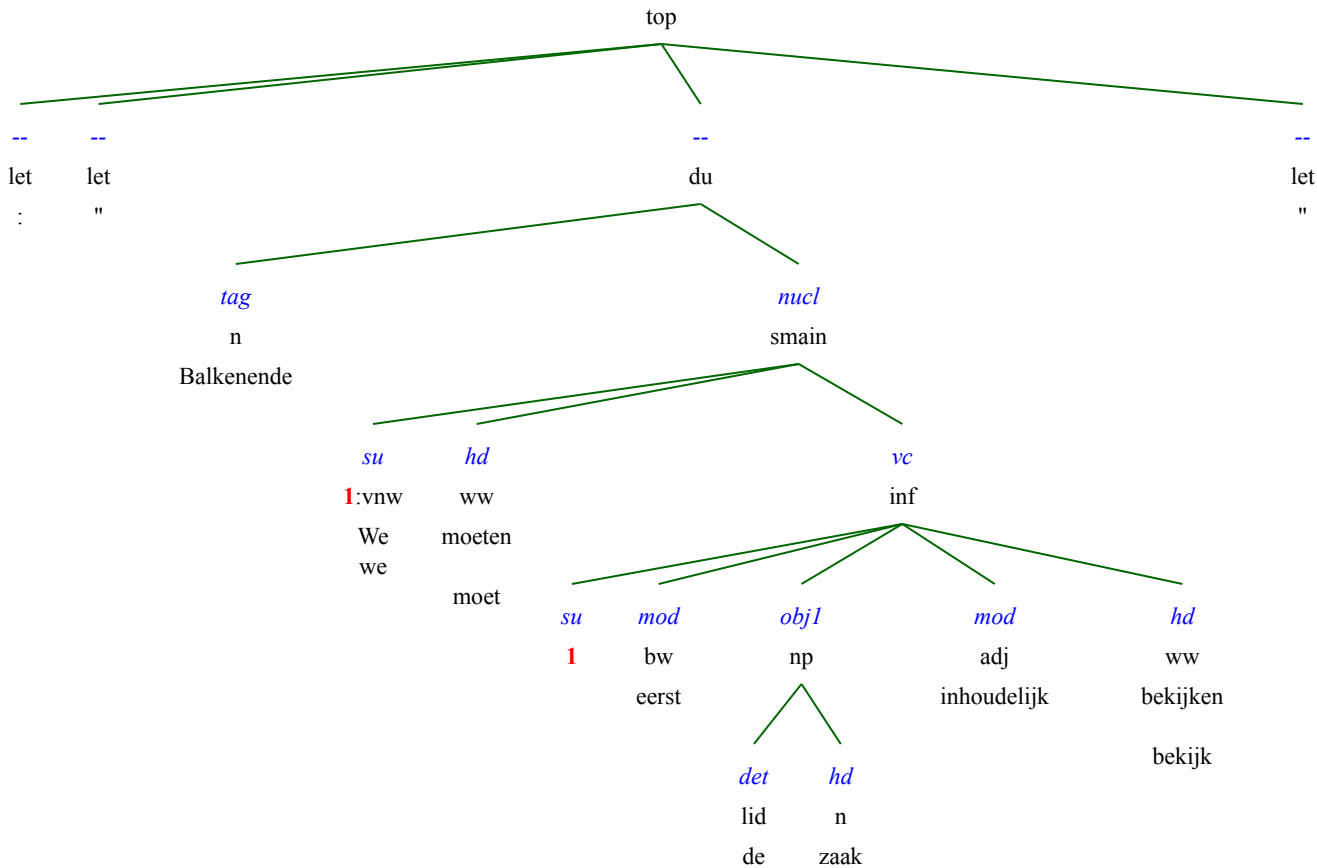 top
-- -- -- --
let let du let
: " "
tag nucl
n smain
Balkenende
su hd vc
1:vnw ww inf
We moeten
we
moet
su mod obj1 mod hd
1 bw np adj ww
eerst inhoudelijk bekijken
bekijk
det hd
lid n
de zaak